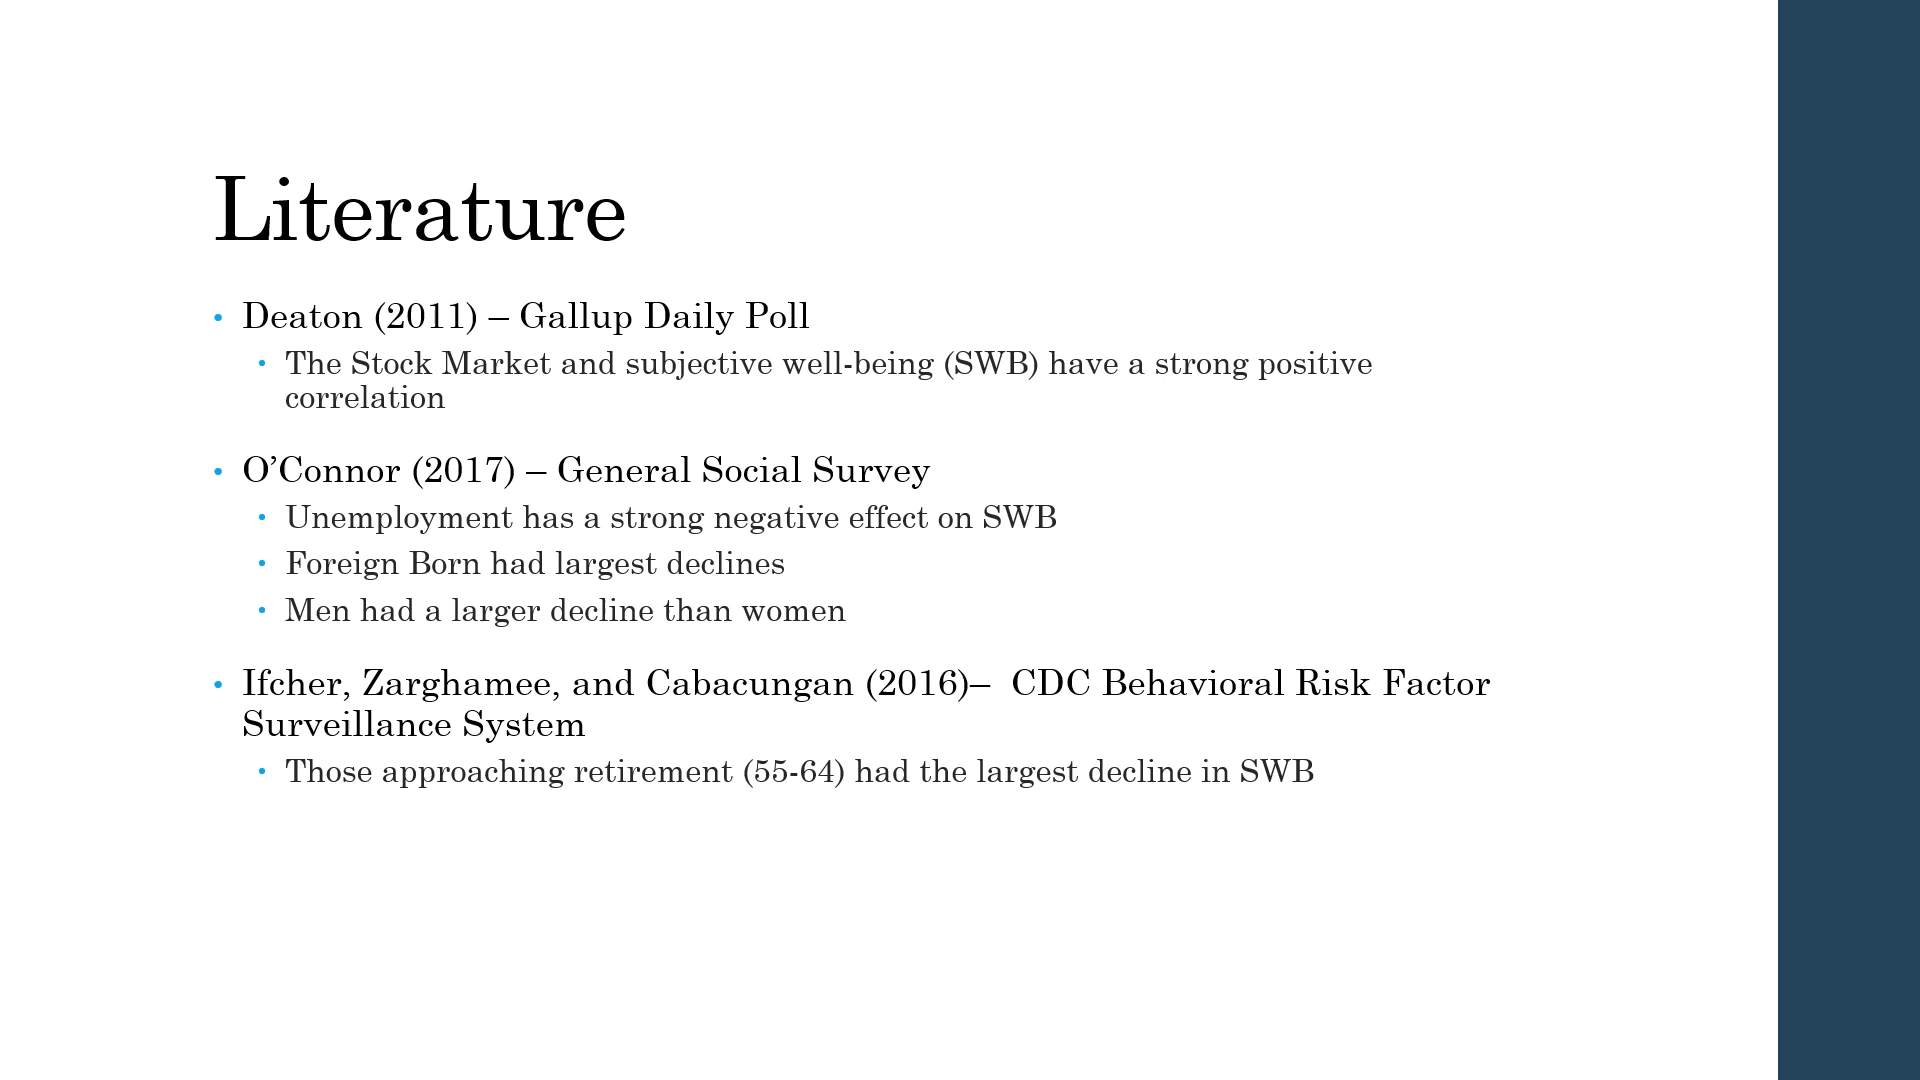 Literature
• Deaton (2011) – Gallup Daily Poll
• The Stock Market and subjective well-being (SWB) have a strong positive
correlation
• O’Connor (2017) – General Social Survey
• Unemployment has a strong negative effect on SWB
• Foreign Born had largest declines
• Men had a larger decline than women
• Ifcher, Zarghamee, and Cabacungan (2016)–  CDC Behavioral Risk Factor
Surveillance System
• Those approaching retirement (55-64) had the largest decline in SWB